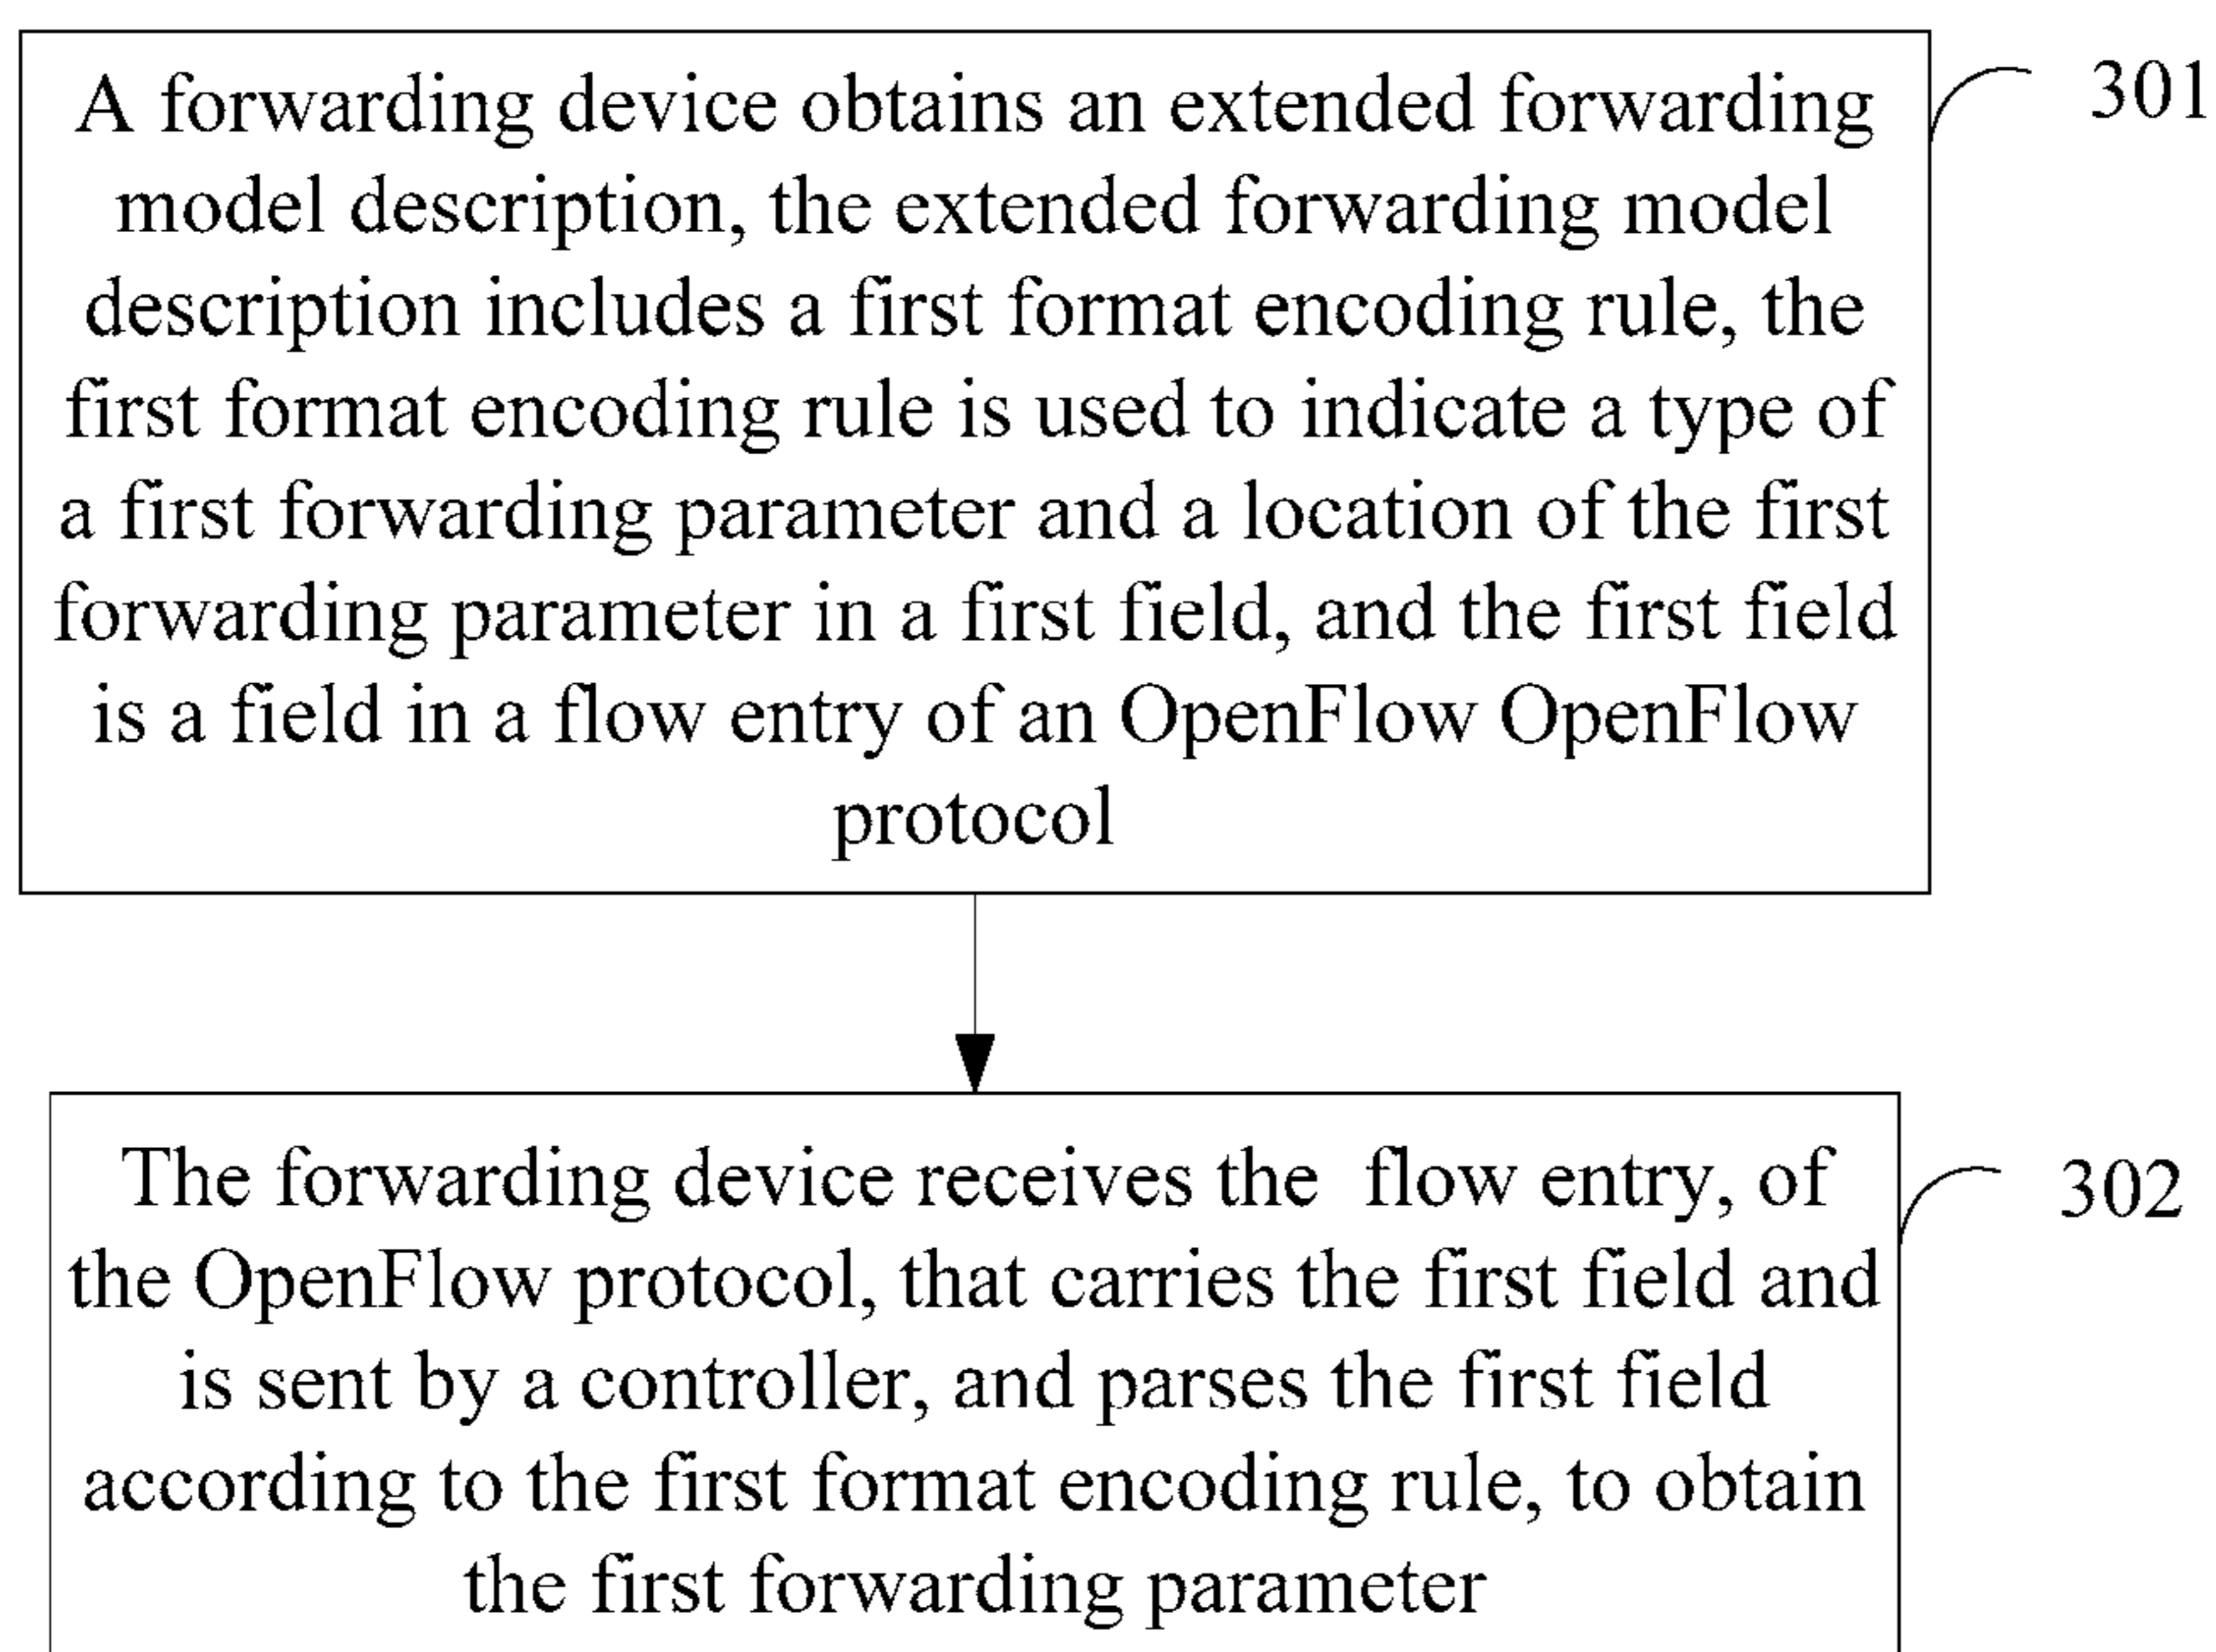 A forwarding device obtains an extended forwarding
301
model description, the extended forwarding model
description includes a first format encoding rule, the
first format encoding rule is used to indicate a type of
a first forwarding parameter and a location of the first
forwarding parameter in a first field, and the first field
is a field in a flow entry of an OpenFlow OpenFlow
protocol
The forwarding device receives the flow entry, of
302
the OpenFlow protocol, that carries the first field and
is sent by a controller, and parses the first field
according to the first format encoding rule, to obtain
the first forwarding parameter